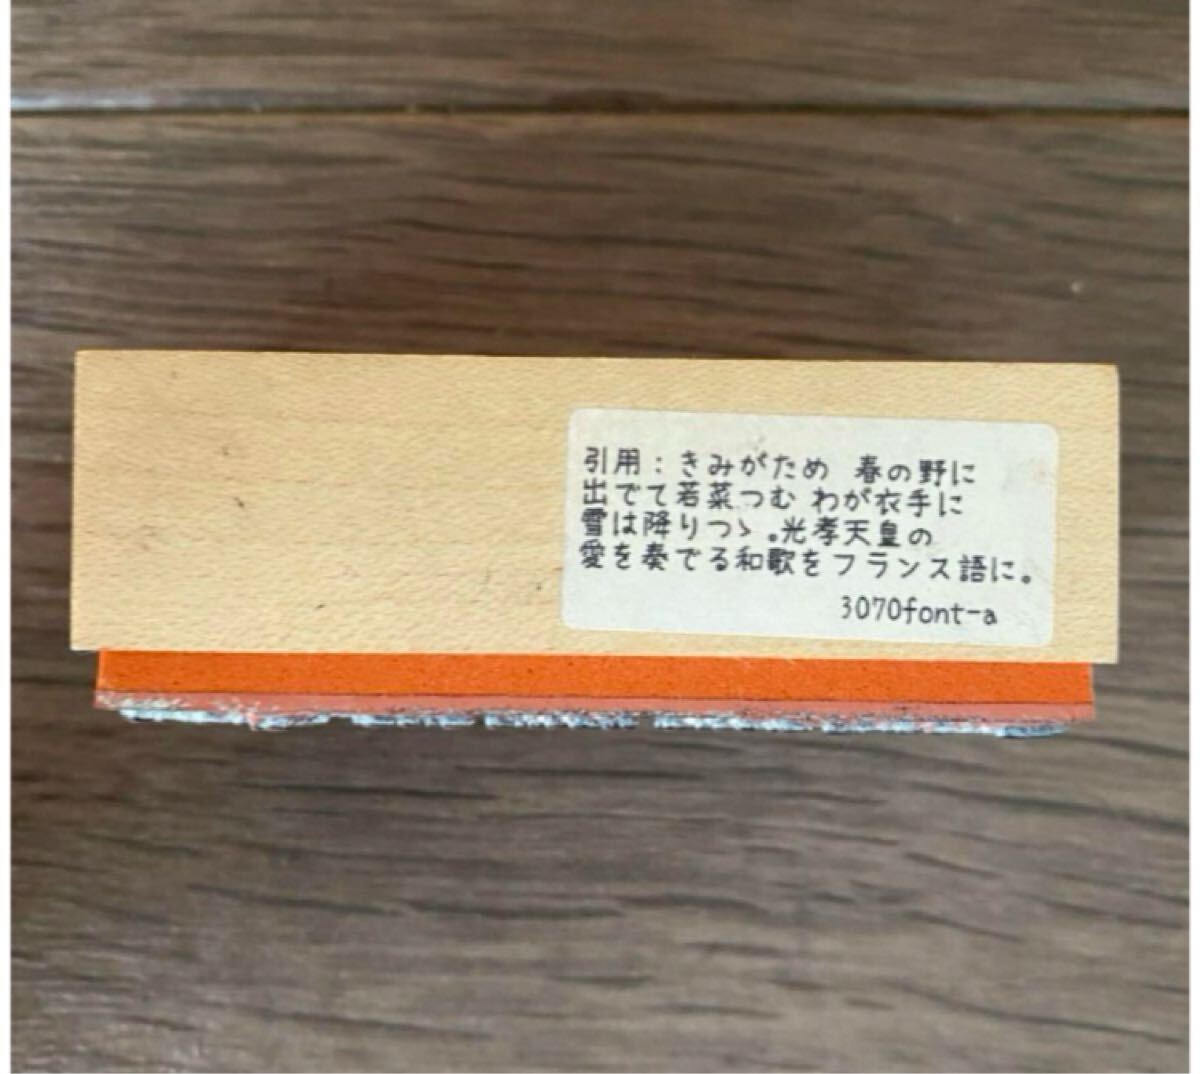 引用：きみがため 春の野に
出でて若菜つむ わが衣手に
雪は降りつゝ。光孝天皇の
愛を奏でる和歌をフランス語に。
3070font-a